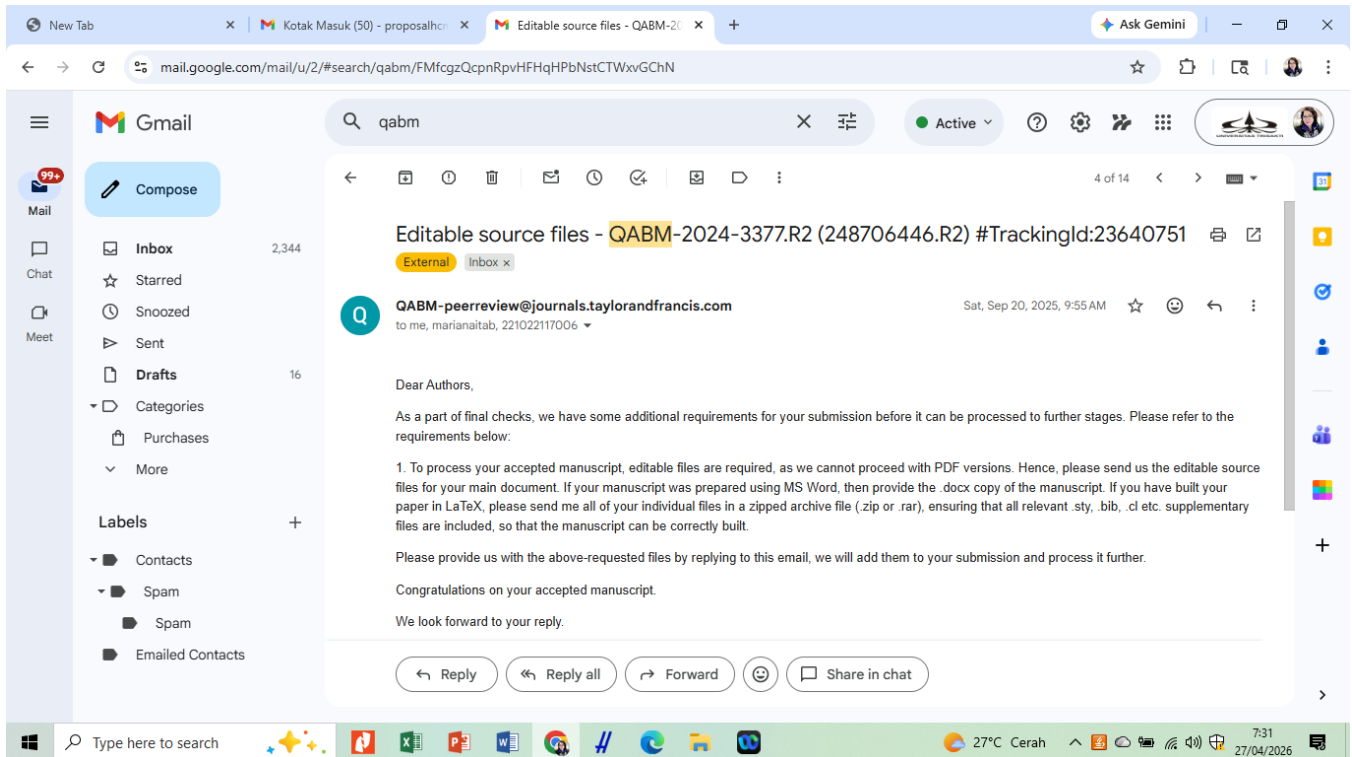 New Tab
Kotak Masuk (50) - proposalhcr
Editable source files - QABM-20
Ask Gemini
mail.google.com/mail/u/2/#search/qabm/FMfcgzQcpnRpvHFHqHPbNstCTWxvGChN
Gmail
qabm
Active
99+
Mail
Chat
Meet
Compose
Inbox 2,344
Starred
Snoozed
Sent
Drafts 16
Categories
Purchases
More
Labels
Contacts
Spam
Spam
Emailed Contacts
4 of 14
Editable source files - QABM-2024-3377.R2 (248706446.R2) #TrackingId:23640751
External Inbox ×
Q
QABM-peerreview@journals.taylorandfrancis.com Sat, Sep 20, 2025, 9:55 AM
to me, marianaitab, 221022117006
Dear Authors,
As a part of final checks, we have some additional requirements for your submission before it can be processed to further stages. Please refer to the
requirements below:
1. To process your accepted manuscript, editable files are required, as we cannot proceed with PDF versions. Hence, please send us the editable source
files for your main document. If your manuscript was prepared using MS Word, then provide the .docx copy of the manuscript. If you have built your
paper in LaTeX, please send me all of your individual files in a zipped archive file (.zip or .rar), ensuring that all relevant .sty, .bib, .cl etc. supplementary
files are included, so that the manuscript can be correctly built.
Please provide us with the above-requested files by replying to this email, we will add them to your submission and process it further.
Congratulations on your accepted manuscript.
We look forward to your reply.
Reply
Reply all
Forward
Share in chat
31
Type here to search
27°C Cerah
7:31
27/04/2026